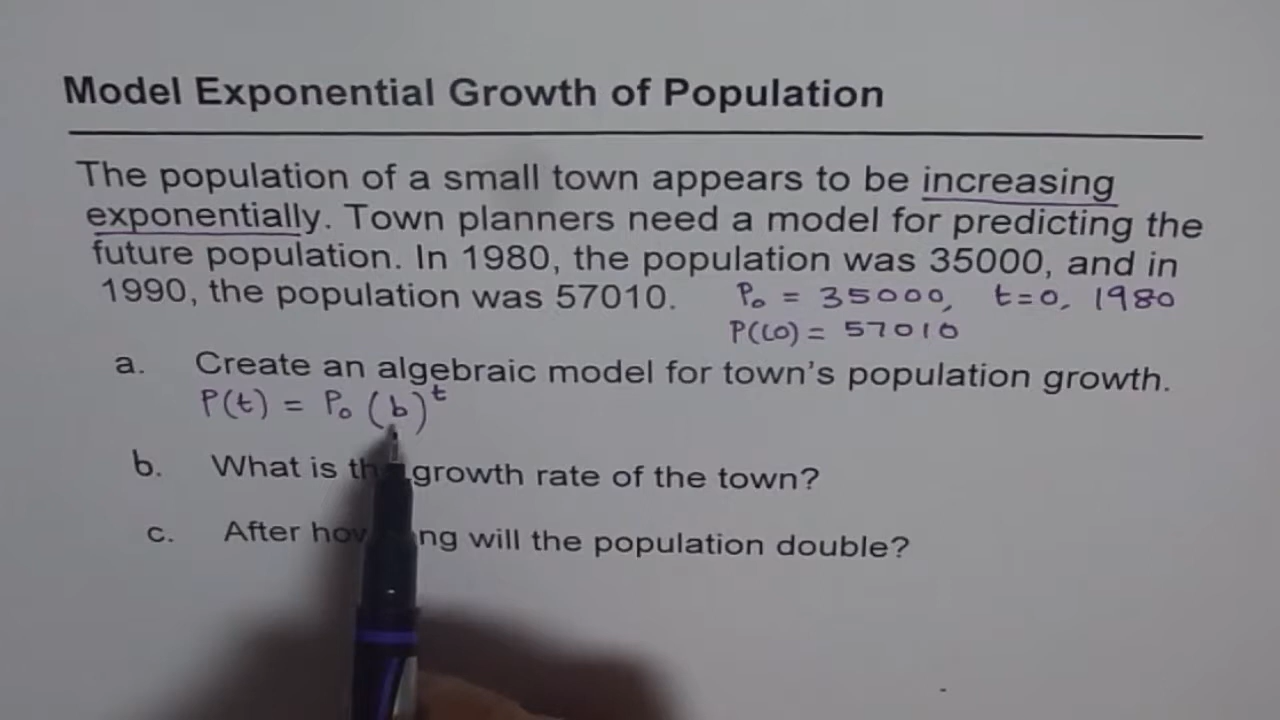 Model Exponential Growth of Population
The population of a small town appears to be increasing
exponentially. Town planners need a model for predicting the
future population. In 1980, the population was 35000, and in
1990, the population was 57010. P₀ = 35000, t=0, 1980
P(10) = 57010
a. Create an algebraic model for town's population growth.
P(t) = P₀ (b)^t
b. What is growth rate of the town?
c. After will the population double?